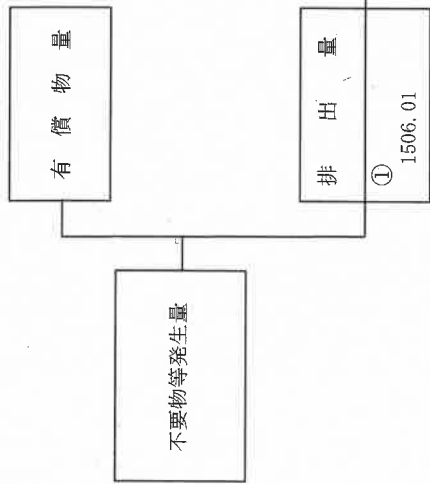 不要物等発生量
有償物量
排出量
①
1506.01